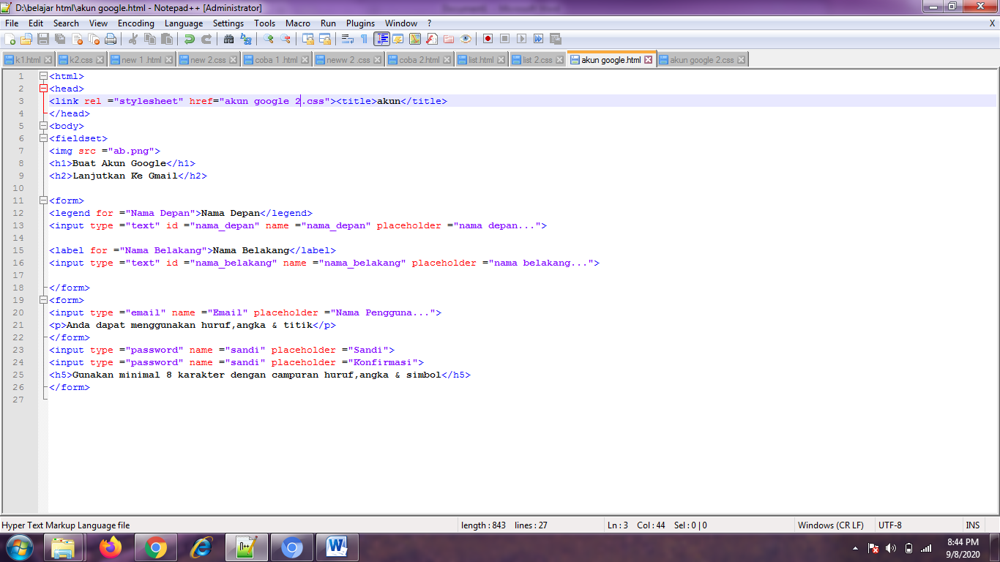 D:\belajar html\akun google.html - Notepad++ [Administrator]
File Edit Search View Encoding Language Settings Tools Macro Run Plugins Window ? X
k1.html k2.css new 1 .html new 2.css coba 1 .html neww 2 .css coba 2.html list.html list 2.css akun google.html akun google 2.css
1 <html>
2 <head>
3 <link rel ="stylesheet" href="akun google 2.css"><title>akun</title>
4 </head>
5 <body>
6 <fieldset>
7 <img src ="ab.png">
8 <h1>Buat Akun Google</h1>
9 <h2>Lanjutkan Ke Gmail</h2>
10
11 <form>
12 <legend for ="Nama Depan">Nama Depan</legend>
13 <input type ="text" id ="nama_depan" name ="nama_depan" placeholder ="nama depan...">
14
15 <label for ="Nama Belakang">Nama Belakang</label>
16 <input type ="text" id ="nama_belakang" name ="nama_belakang" placeholder ="nama belakang...">
17
18 </form>
19 <form>
20 <input type ="email" name ="Email" placeholder ="Nama Pengguna...">
21 <p>Anda dapat menggunakan huruf,angka & titik</p>
22 </form>
23 <input type ="password" name ="sandi" placeholder ="Sandi">
24 <input type ="password" name ="sandi" placeholder ="Konfirmasi">
25 <h5>Gunakan minimal 8 karakter dengan campuran huruf,angka & simbol</h5>
26 </form>
27
Hyper Text Markup Language file length : 843 lines : 27 Ln : 3 Col : 44 Sel : 0 | 0 Windows (CR LF) UTF-8 INS
8:44 PM
9/8/2020